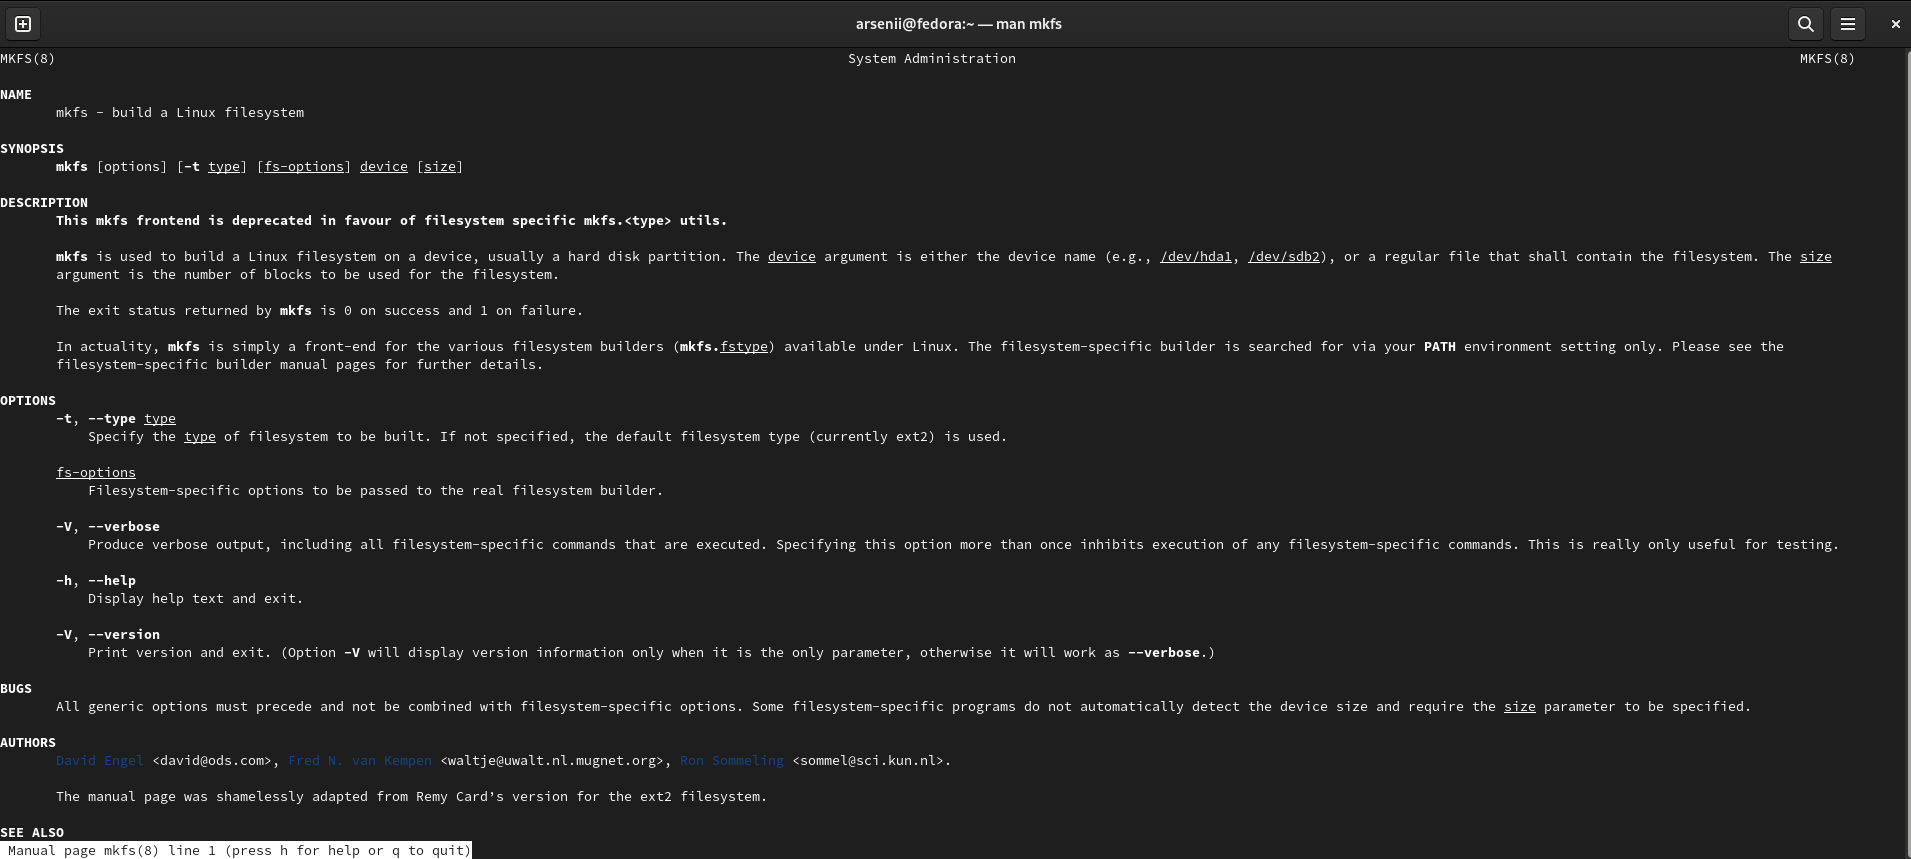 arsenii@fedora:~ — man mkfs
MKFS(8) System Administration MKFS(8)
NAME
mkfs - build a Linux filesystem
SYNOPSIS
mkfs [options] [-t type] [fs-options] device [size]
DESCRIPTION
This mkfs frontend is deprecated in favour of filesystem specific mkfs.<type> utils.
mkfs is used to build a Linux filesystem on a device, usually a hard disk partition. The device argument is either the device name (e.g., /dev/hda1, /dev/sdb2), or a regular file that shall contain the filesystem. The size
argument is the number of blocks to be used for the filesystem.
The exit status returned by mkfs is 0 on success and 1 on failure.
In actuality, mkfs is simply a front-end for the various filesystem builders (mkfs.fstype) available under Linux. The filesystem-specific builder is searched for via your PATH environment setting only. Please see the
filesystem-specific builder manual pages for further details.
OPTIONS
-t, --type type
Specify the type of filesystem to be built. If not specified, the default filesystem type (currently ext2) is used.
fs-options
Filesystem-specific options to be passed to the real filesystem builder.
-V, --verbose
Produce verbose output, including all filesystem-specific commands that are executed. Specifying this option more than once inhibits execution of any filesystem-specific commands. This is really only useful for testing.
-h, --help
Display help text and exit.
-V, --version
Print version and exit. (Option -V will display version information only when it is the only parameter, otherwise it will work as --verbose.)
BUGS
All generic options must precede and not be combined with filesystem-specific options. Some filesystem-specific programs do not automatically detect the device size and require the size parameter to be specified.
AUTHORS
David Engel <david@ods.com>, Fred N. van Kempen <waltje@uwalt.nl.mugnet.org>, Ron Sommeling <sommel@sci.kun.nl>.
The manual page was shamelessly adapted from Remy Card’s version for the ext2 filesystem.
SEE ALSO
Manual page mkfs(8) line 1 (press h for help or q to quit)